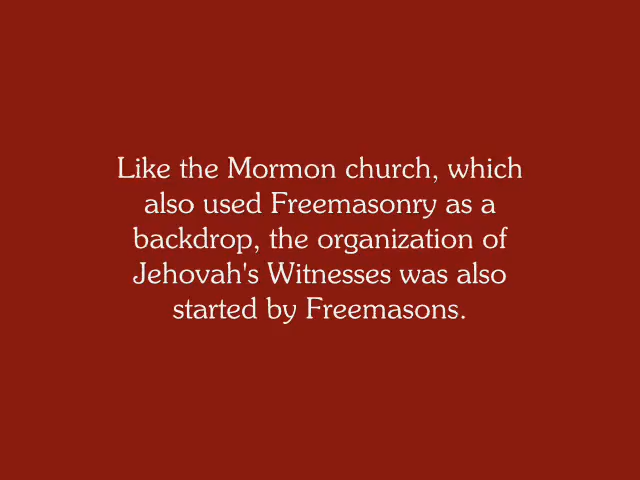 Like the Mormon church, which
also used Freemasonry as a
backdrop, the organization of
Jehovah's Witnesses was also
started by Freemasons.